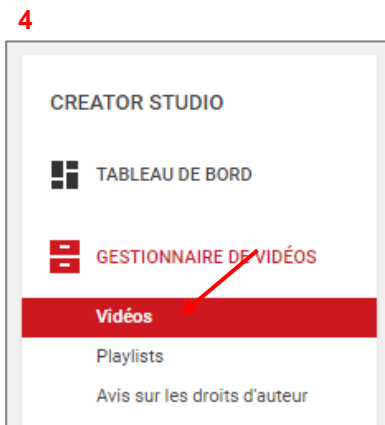 4
CREATOR STUDIO
TABLEAU DE BORD
GESTIONNAIRE DE VIDÉOS
Vidéos
Playlists
Avis sur les droits d'auteur